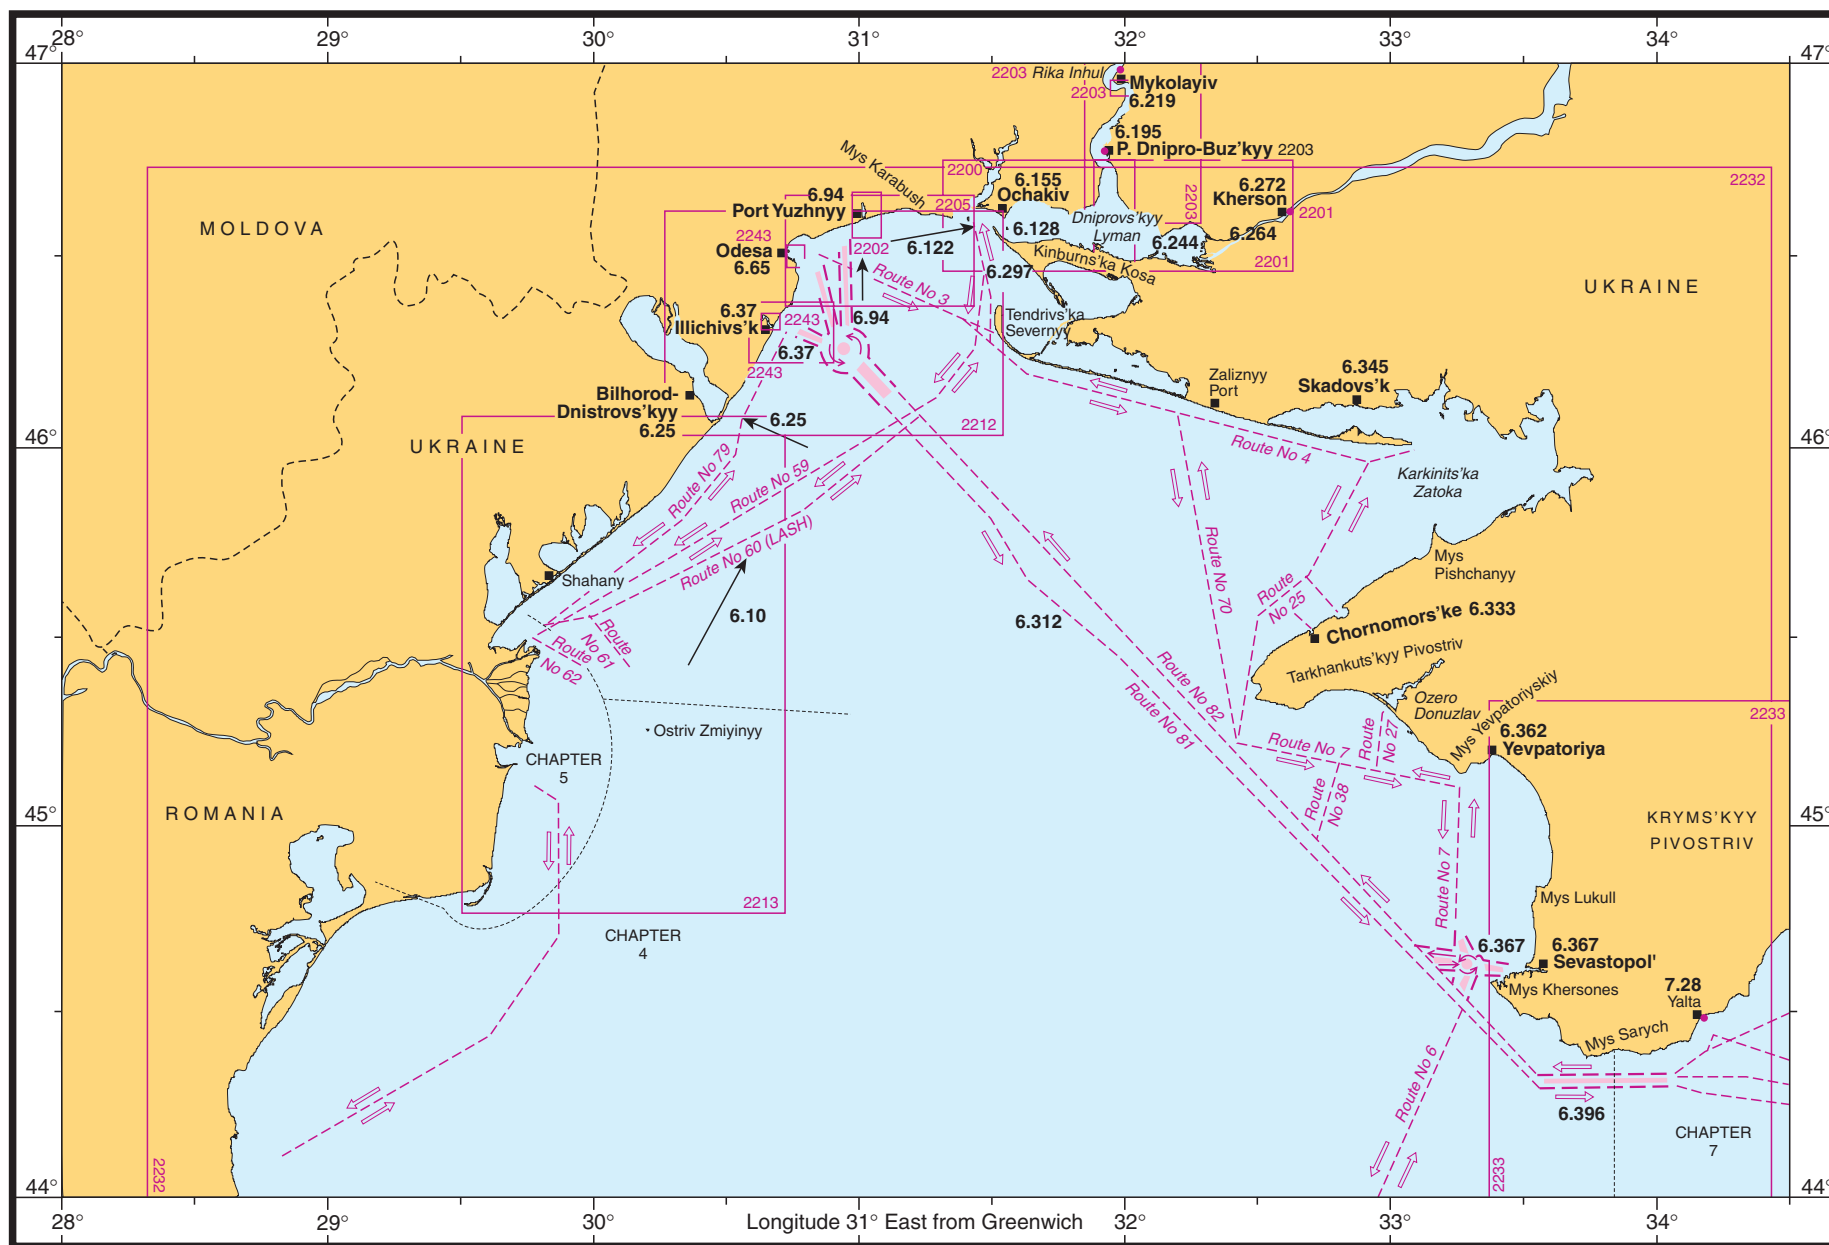 28°
29°
30°
31°
32°
33°
34°
47°
47°
2203 Rika Inhul
Mykolayiv
2203
6.219
6.195
P. Dnipro-Buz'kyy 2203
Mys Karabush
2200
2232
6.155
Ochakiv
6.272
Kherson
2203
2201
6.94
Port Yuzhnyy
2205
MOLDOVA
Dniprovs'kyy
Lyman
6.128
6.244
6.264
2243
Odesa
6.65
2202
6.122
Kinburns'ka Kosa
2201
6.297
Route No 3
UKRAINE
6.37
Illichivs'k
2243
6.94
Tendrivs'ka
Severnyy
6.37
2243
Zaliznyy
Port
6.345
Skadovs'k
Bilhorod-
Dnistrovs'kyy
6.25
6.25
2212
46°
46°
UKRAINE
Route No 4
Route No 79
Route No 59
Karkinits'ka
Zatoka
Route No 60 (LASH)
Route No 70
Mys
Pishchanyy
Shahany
Route
No 25
6.10
6.312
Chornomors'ke 6.333
Route
No 61
Route
No 62
Tarkhankuts'kyy Pivostriv
Route No 82
Route No 81
Ozero
Donuzlav
Mys Yevpatoriyskiy
2233
Ostriv Zmiyinyy
Route No 7
Route
No 27
6.362
Yevpatoriya
CHAPTER
5
Route
No 38
ROMANIA
45°
45°
KRYMS'KYY
PIVOSTRIV
Route No 7
2213
Mys Lukull
CHAPTER
4
6.367
6.367
Sevastopol'
Mys Khersones
7.28
Yalta
Mys Sarych
Route No 6
6.396
CHAPTER
7
2232
2233
44°
44°
28°
29°
30°
Longitude 31° East from Greenwich
32°
33°
34°